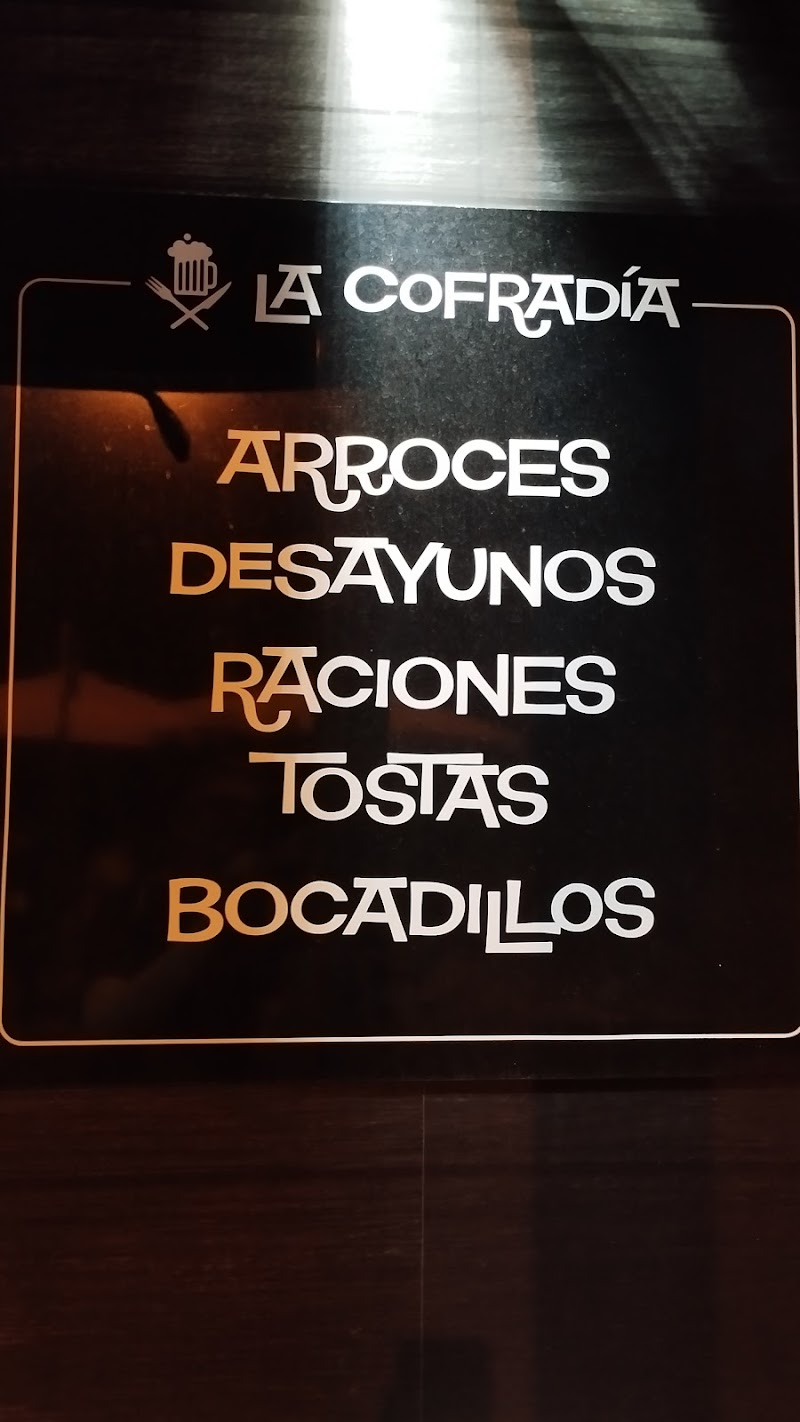 LA COFRADÍA
ARROCES
DESAYUNOS
RACIONES
TOSTAS
BOCADILLOS